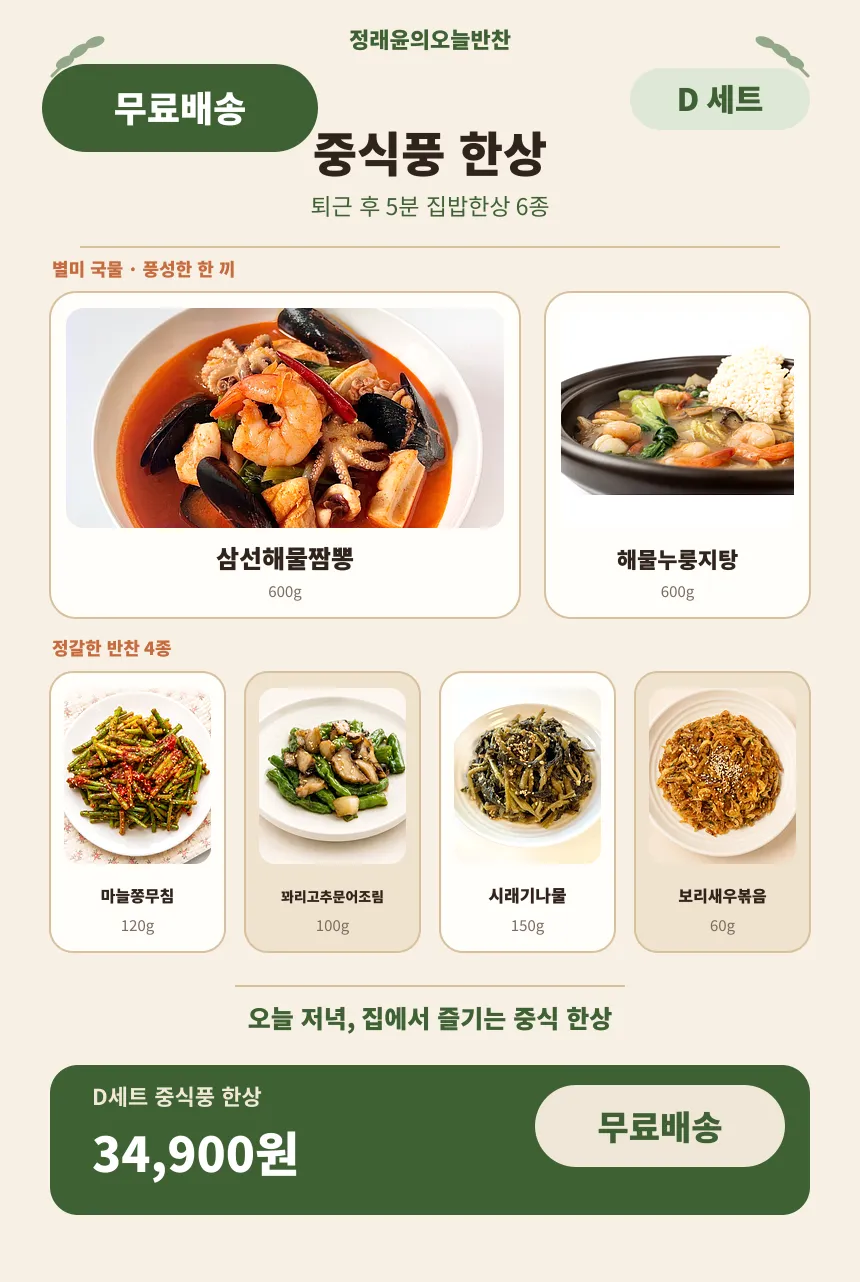 정래윤의오늘반찬
무료배송
D 세트
중식풍 한상
퇴근 후 5분 집밥한상 6종
별미 국물 · 풍성한 한 끼
삼선해물짬뽕
600g
해물누룽지탕
600g
정갈한 반찬 4종
마늘쫑무침
120g
꽈리고추문어조림
100g
시래기나물
150g
보리새우볶음
60g
오늘 저녁, 집에서 즐기는 중식 한상
D세트 중식풍 한상
34,900원
무료배송